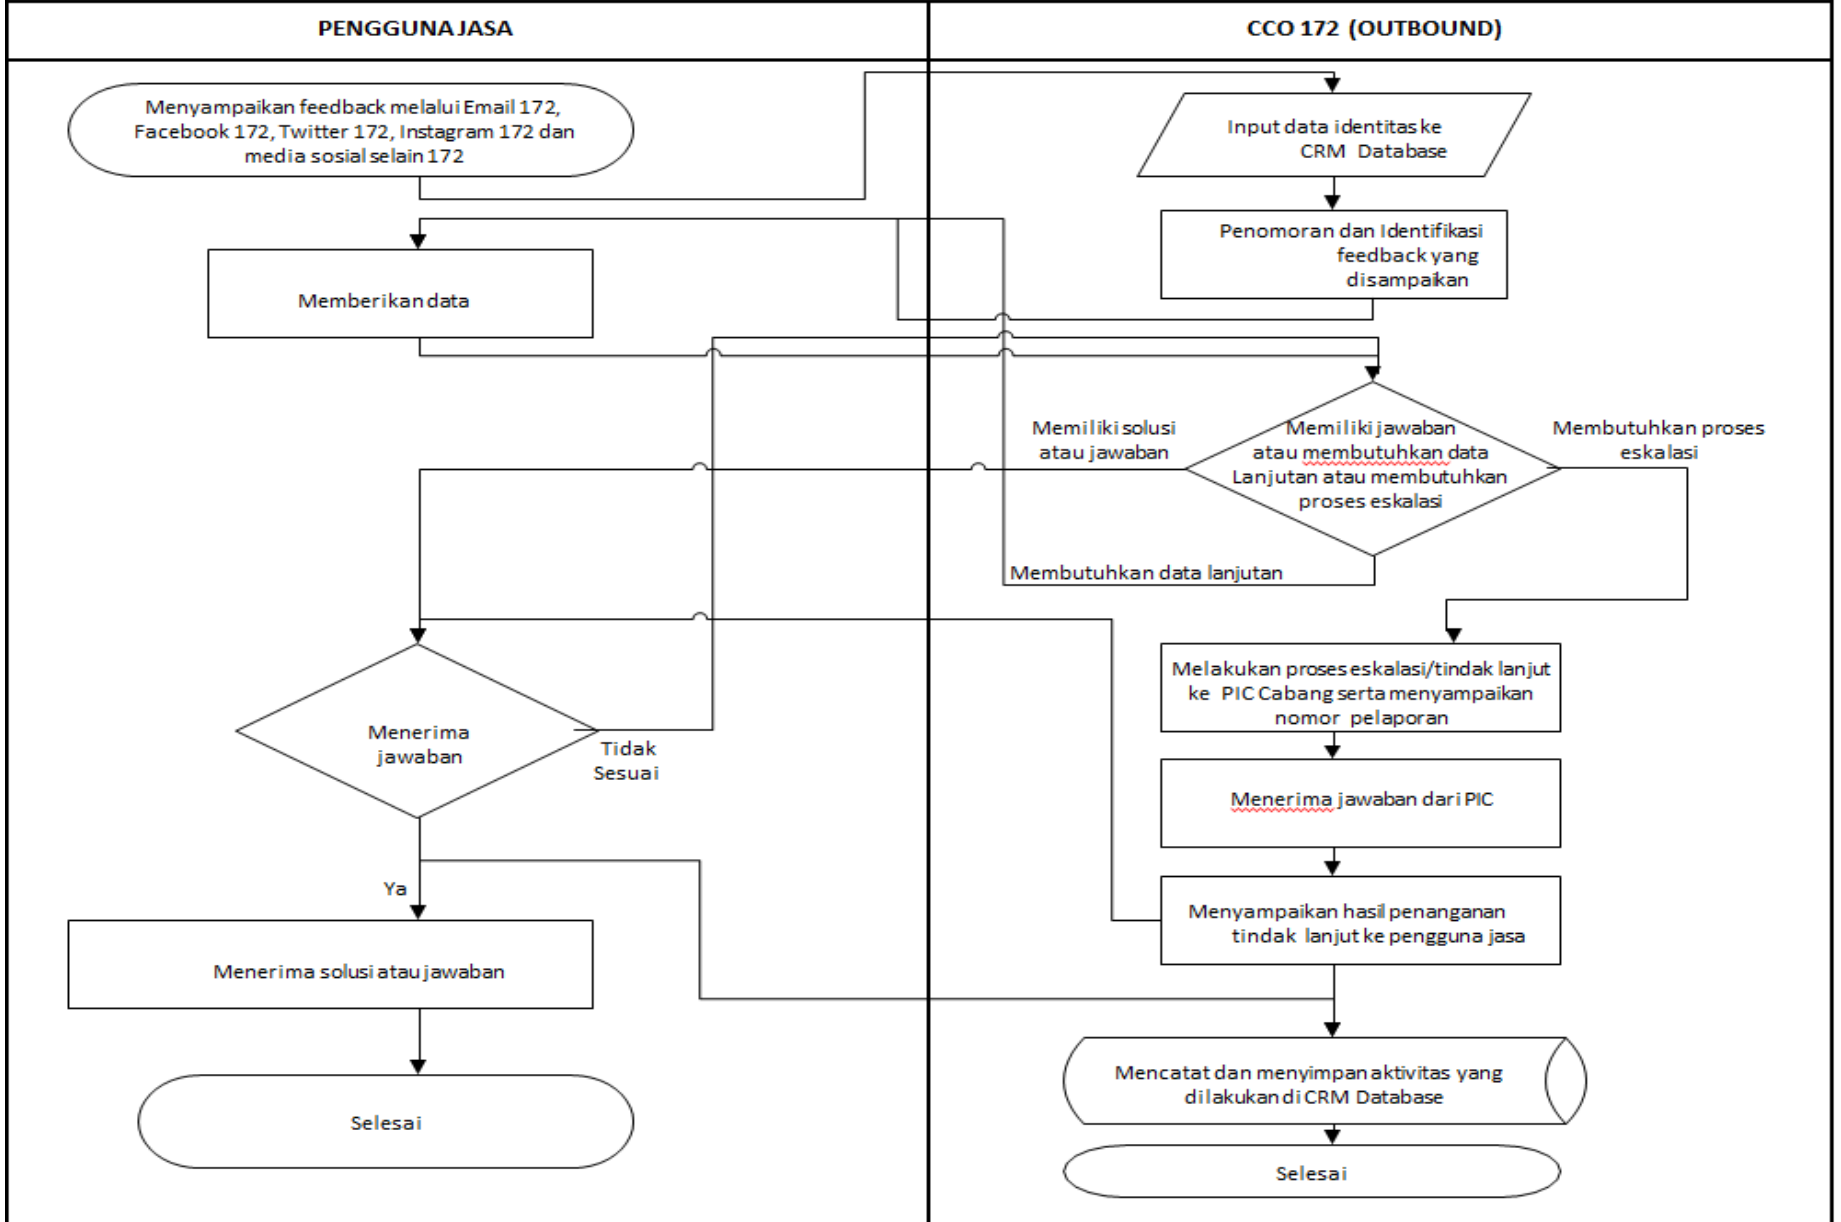 PENGGUNA JASA
CCO 172 (OUTBOUND)
Menyampaikan feedback melalui Email 172,
Facebook 172, Twitter 172, Instagram 172 dan
media sosial selain 172
Input data identitas ke
CRM Database
Penomoran dan Identifikasi
feedback yang
disampaikan
Memberikan data
Memiliki solusi
atau jawaban
Memiliki jawaban
atau membutuhkan data
Lanjutan atau membutuhkan
proses eskalasi
Membutuhkan proses
eskalasi
Membutuhkan data lanjutan
Melakukan proses eskalasi/tindak lanjut
ke PIC Cabang serta menyampaikan
nomor pelaporan
Menerima
jawaban
Tidak
Sesuai
Menerima jawaban dari PIC
Ya
Menyampaikan hasil penanganan
tindak lanjut ke pengguna jasa
Menerima solusi atau jawaban
Mencatat dan menyimpan aktivitas yang
dilakukan di CRM Database
Selesai
Selesai